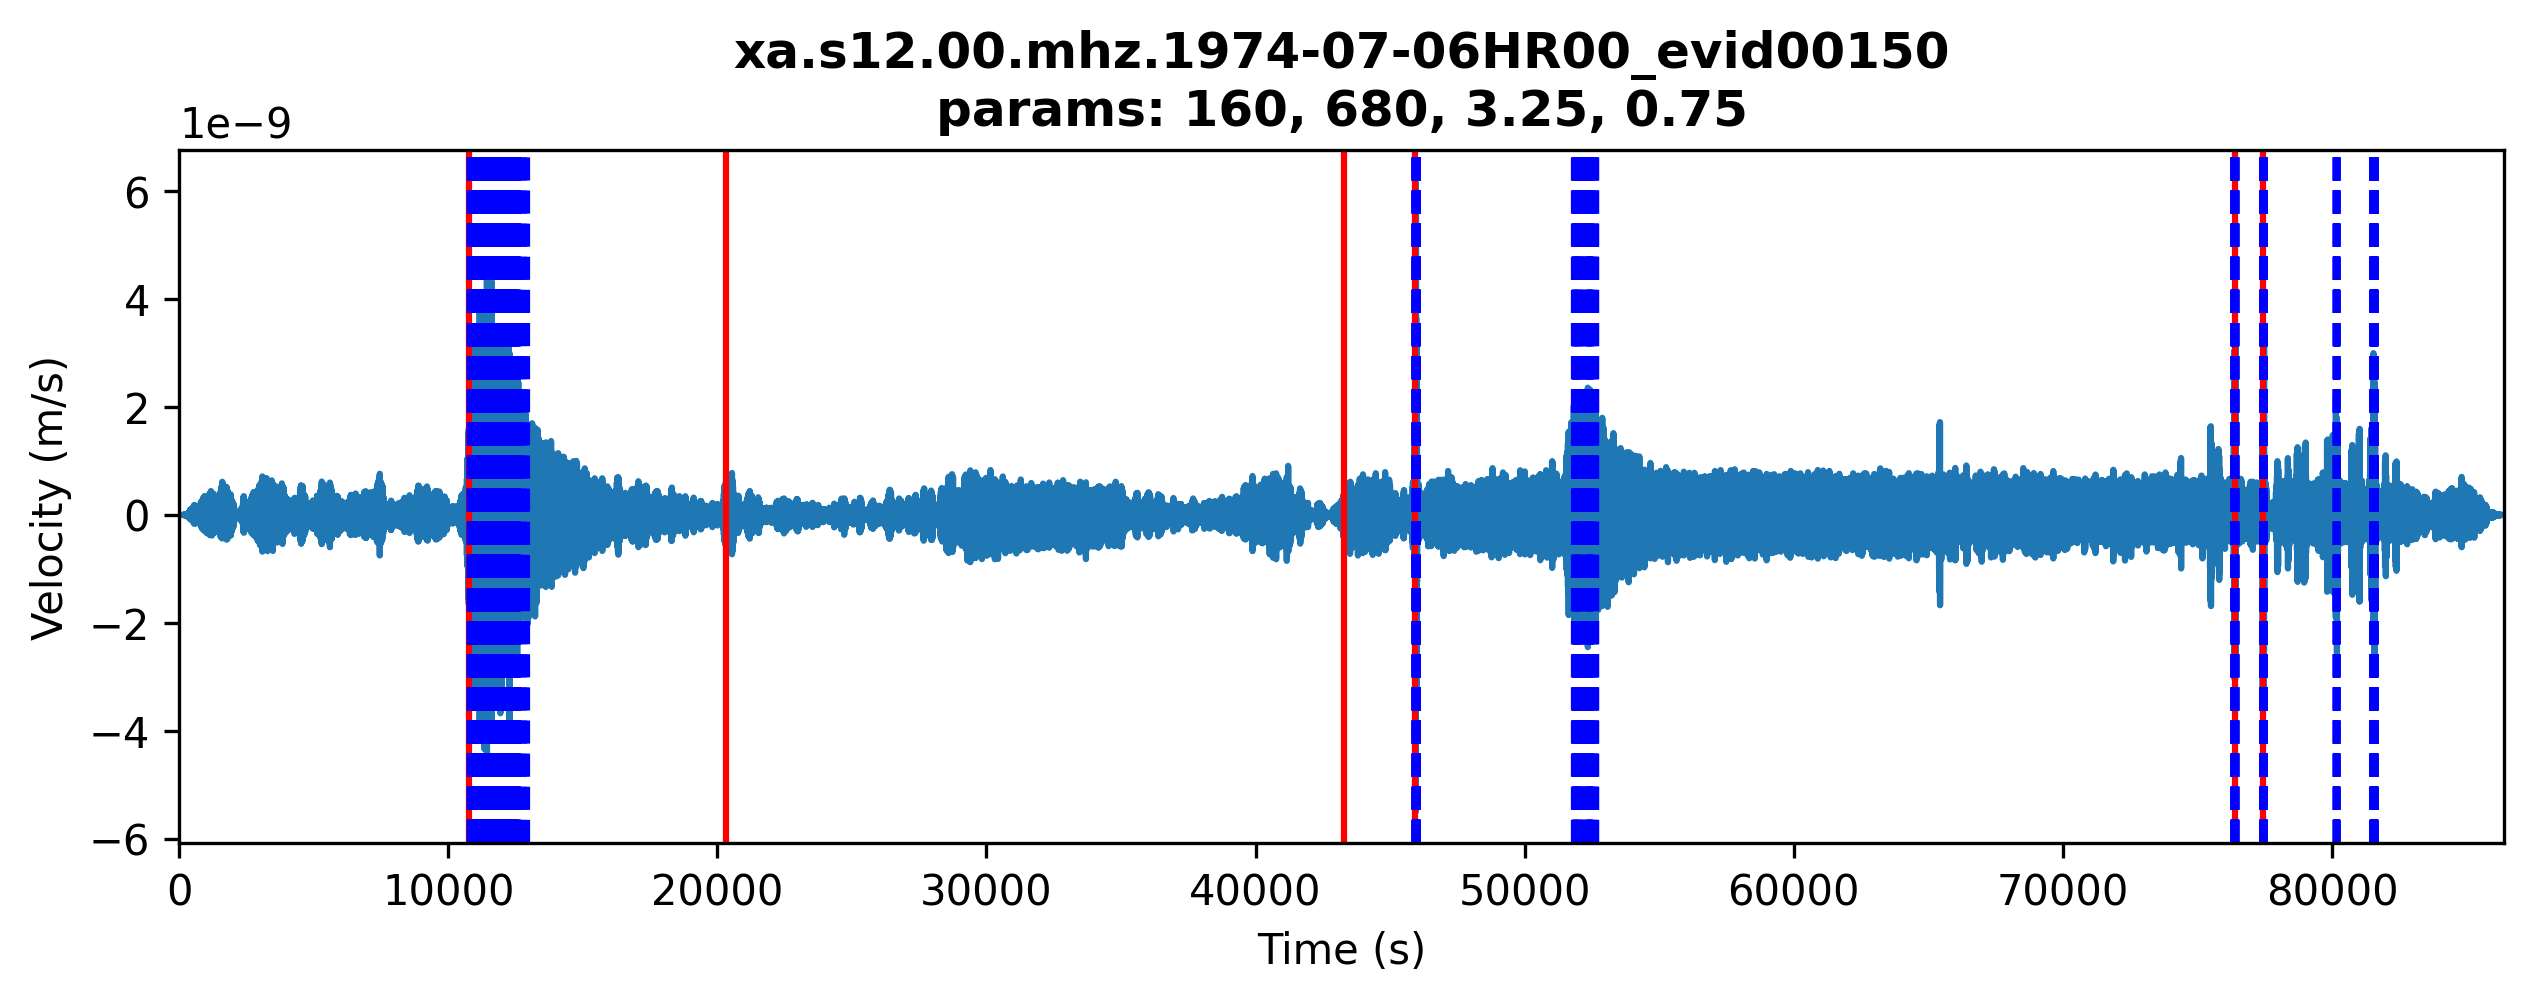 xa.s12.00.mhz.1974-07-06HR00_evid00150
params: 160, 680, 3.25, 0.75
1e−9
6
4
2
0
−2
−4
−6
Velocity (m/s)
0 10000 20000 30000 40000 50000 60000 70000 80000
Time (s)